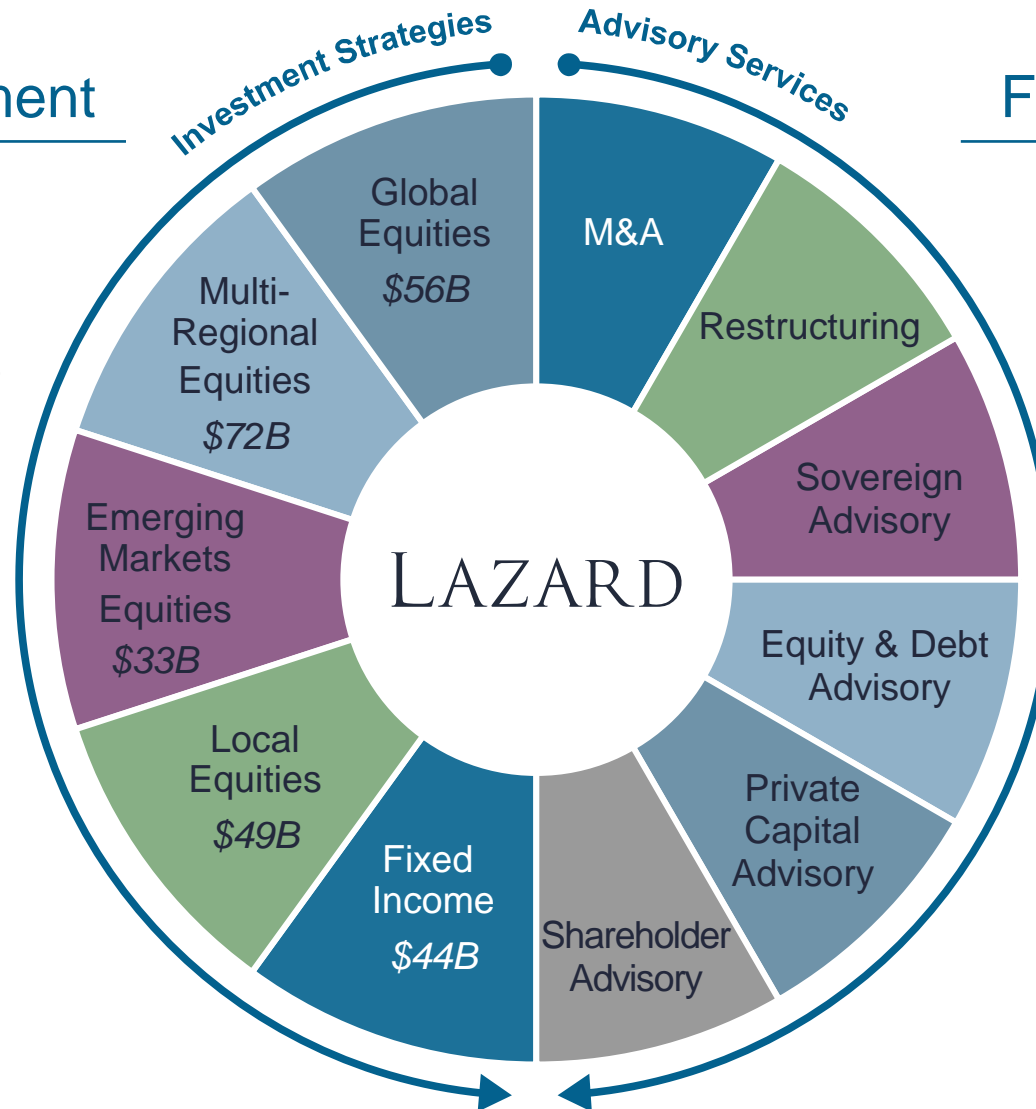 Investment Strategies
Advisory Services
Global
Equities
$56B
M&A
Multi-
Regional
Equities
$72B
Restructuring
Emerging
Markets
Equities
$33B
Sovereign
Advisory
LAZARD
Equity & Debt
Advisory
Local
Equities
$49B
Private
Capital
Advisory
Fixed
Income
$44B
Shareholder
Advisory